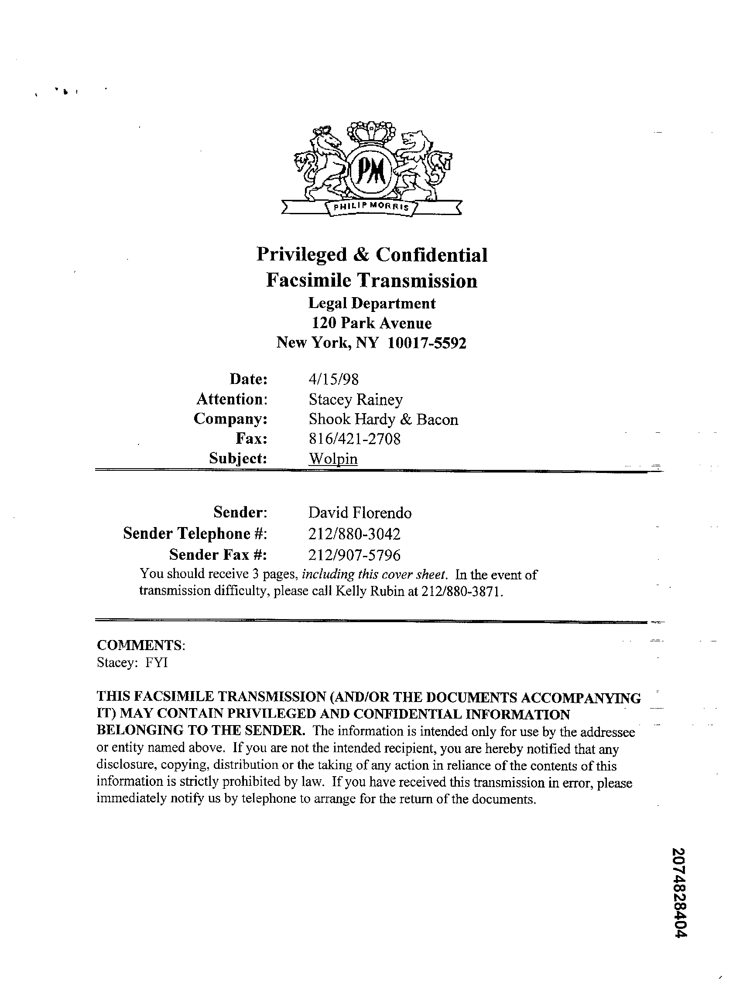 PM
PHILIP MORRIS
Privileged & Confidential
Facsimile Transmission
Legal Department
120 Park Avenue
New York, NY 10017-5592
Date: 4/15/98
Attention: Stacey Rainey
Company: Shook Hardy & Bacon
Fax: 816/421-2708
Subject: Wolpin
Sender: David Florendo
Sender Telephone #: 212/880-3042
Sender Fax #: 212/907-5796
You should receive 3 pages, including this cover sheet. In the event of
transmission difficulty, please call Kelly Rubin at 212/880-3871.
COMMENTS:
Stacey: FYI
THIS FACSIMILE TRANSMISSION (AND/OR THE DOCUMENTS ACCOMPANYING
IT) MAY CONTAIN PRIVILEGED AND CONFIDENTIAL INFORMATION
BELONGING TO THE SENDER. The information is intended only for use by the addressee
or entity named above. If you are not the intended recipient, you are hereby notified that any
disclosure, copying, distribution or the taking of any action in reliance of the contents of this
information is strictly prohibited by law. If you have received this transmission in error, please
immediately notify us by telephone to arrange for the return of the documents.
2074828404